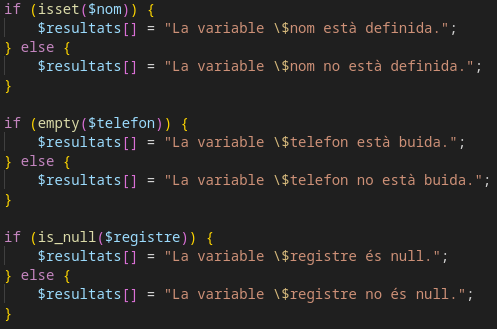 if (isset($nom)) {
    $resultats[] = "La variable \$nom està definida.";
} else {
    $resultats[] = "La variable \$nom no està definida.";
}

if (empty($telefon)) {
    $resultats[] = "La variable \$telefon està buida.";
} else {
    $resultats[] = "La variable \$telefon no està buida.";
}

if (is_null($registre)) {
    $resultats[] = "La variable \$registre és null.";
} else {
    $resultats[] = "La variable \$registre no és null.";
}